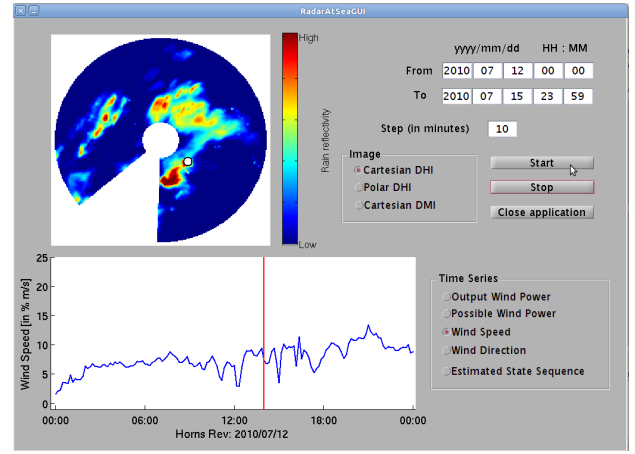 RadarAtSeaGUI
High
Rain reflectivity
Low
yyyy/mm/dd HH : MM
From 2010 07 12 00 00
To 2010 07 15 23 59
Step (in minutes) 10
Image
Cartesian DHI
Polar DHI
Cartesian DMI
Start
Stop
Close application
25
20
15
10
5
0
Wind Speed [in % m/s]
00:00 06:00 12:00 18:00 00:00
Horns Rev: 2010/07/12
Time Series
Output Wind Power
Possible Wind Power
Wind Speed
Wind Direction
Estimated State Sequence